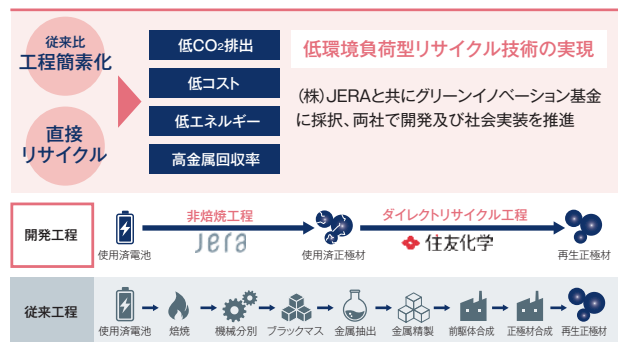 従来比
工程簡素化
直接
リサイクル
低CO₂排出
低コスト
低エネルギー
高金属回収率
低環境負荷型リサイクル技術の実現
(株)JERAと共にグリーンイノベーション基金
に採択、両社で開発及び社会実装を推進
開発工程
使用済電池
非焙焼工程
Jera
使用済正極材
ダイレクトリサイクル工程
住友化学
再生正極材
従来工程
使用済電池
焙焼
機械分別
ブラックマス
金属抽出
金属精製
前駆体合成
正極材合成
再生正極材